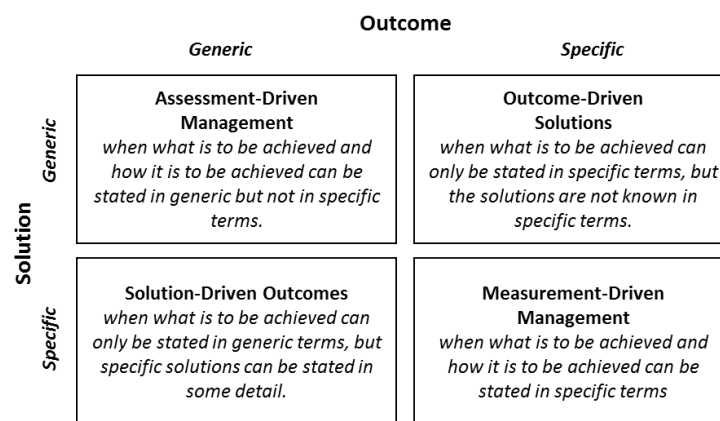 Outcome
Generic
Specific
Solution
Generic
Assessment-Driven
Management
when what is to be achieved and
how it is to be achieved can be
stated in generic but not in specific
terms.
Outcome-Driven
Solutions
when what is to be achieved can
only be stated in specific terms, but
the solutions are not known in
specific terms.
Specific
Solution-Driven Outcomes
when what is to be achieved can
only be stated in generic terms, but
specific solutions can be stated in
some detail.
Measurement-Driven
Management
when what is to be achieved and
how it is to be achieved can be
stated in specific terms